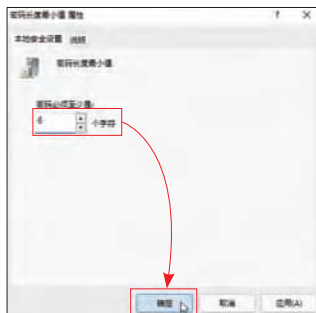 密码长度最小值 属性 ? ×
本地安全设置 说明
密码长度最小值
密码必须至少是:
6 个字符
确定 取消 应用(A)